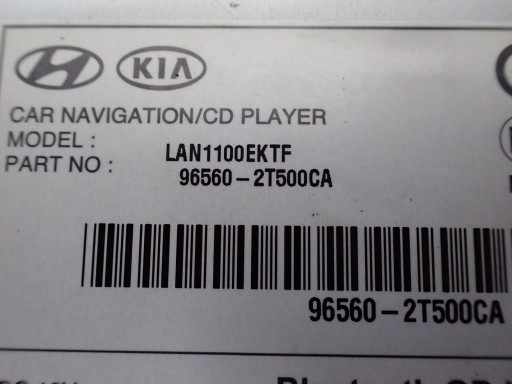 KIA
CAR NAVIGATION/CD PLAYER
MODEL : LAN1100EKTF
PART NO : 96560-2T500CA
96560-2T500CA